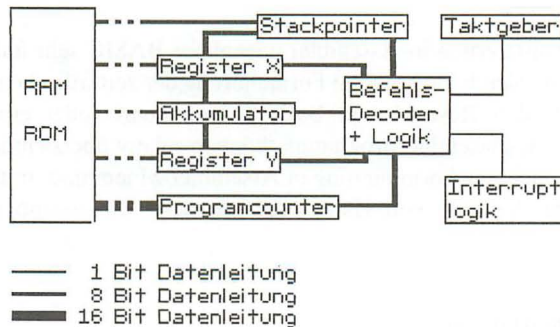 Stackpointer
Taktgeber
RAM
ROM
Register X
Akkumulator
Register Y
Programcounter
Befehls-
Decoder
+ Logik
Interrupt
logik
1 Bit Datenleitung
8 Bit Datenleitung
16 Bit Datenleitung